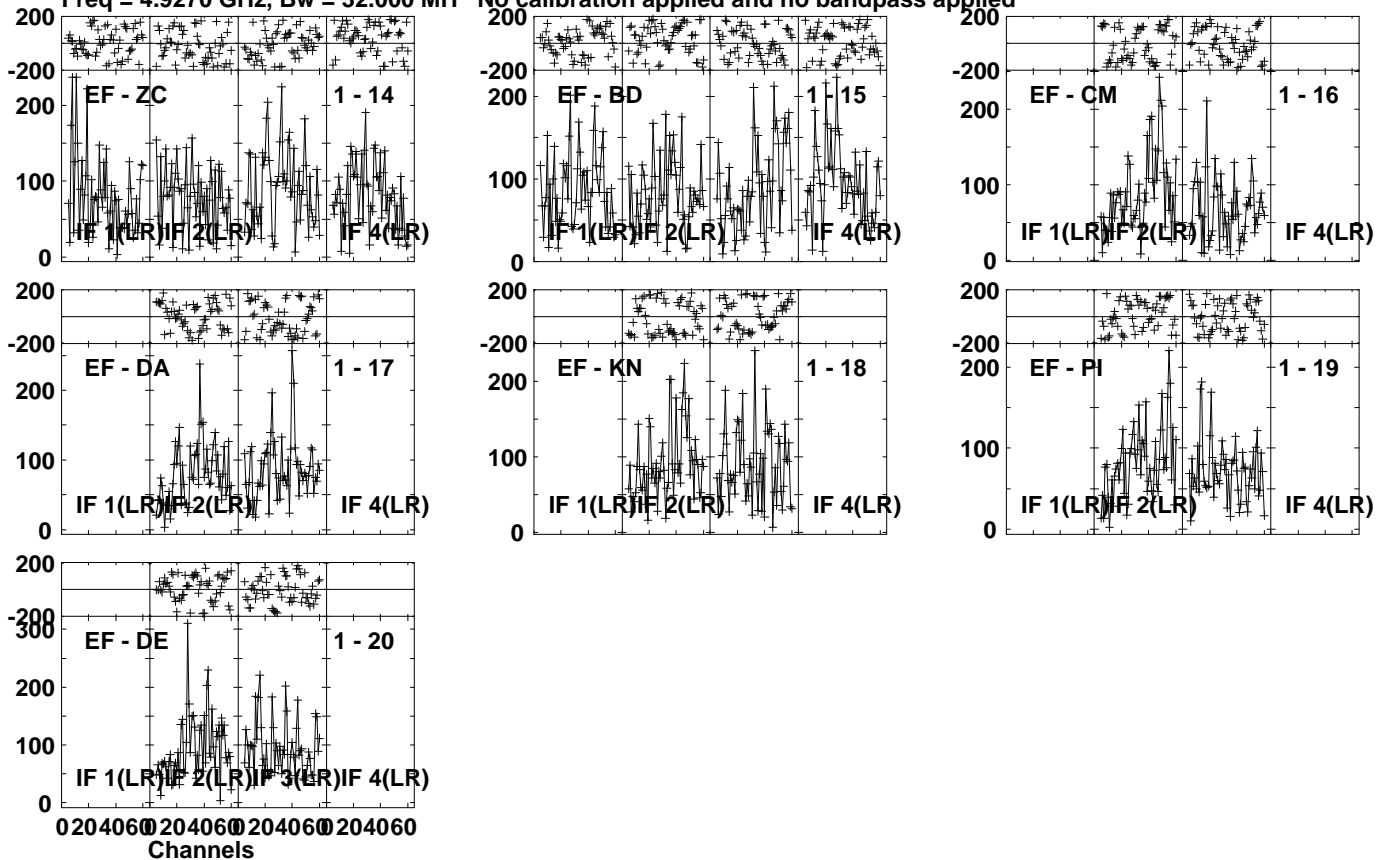 Freq = 4.9270 GHz, Bw = 32.000 MH No calibration applied and no bandpass applied
200
-200
200
100
0
EF - ZC
1 - 14
IF 1(LR)
IF 2(LR)
IF 4(LR)
200
-200
200
100
0
EF - BD
1 - 15
IF 1(LR)
IF 2(LR)
IF 4(LR)
200
-200
200
100
0
EF - CM
1 - 16
IF 1(LR)
IF 2(LR)
IF 4(LR)
200
-200
200
100
0
EF - DA
1 - 17
IF 1(LR)
IF 2(LR)
IF 4(LR)
200
-200
200
100
0
EF - KN
1 - 18
IF 1(LR)
IF 2(LR)
IF 4(LR)
200
-200
200
100
0
EF - PI
1 - 19
IF 1(LR)
IF 2(LR)
IF 4(LR)
200
-200
300
200
100
0
EF - DE
1 - 20
IF 1(LR)
IF 2(LR)
IF 3(LR)
IF 4(LR)
0 20 40 60 0 20 40 60 0 20 40 60 0 20 40 60
Channels